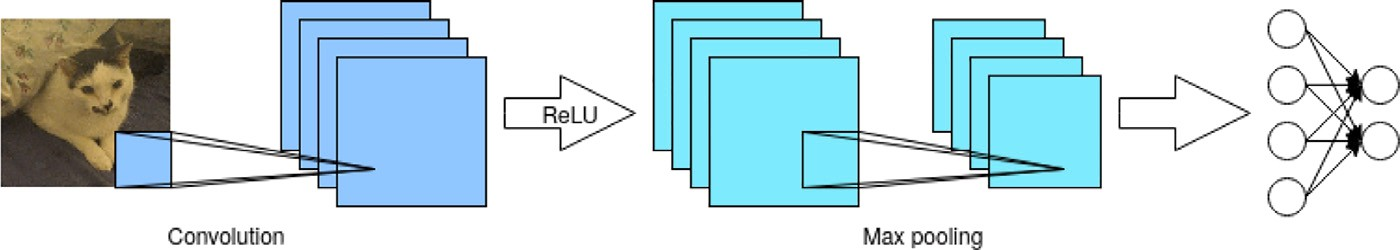 ReLU
Convolution
Max pooling